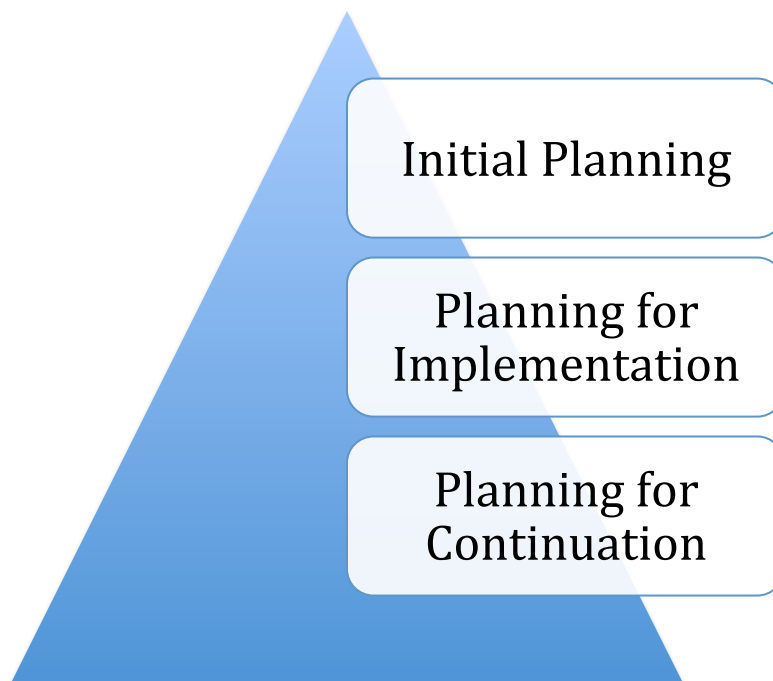 Initial Planning
Planning for
Implementation
Planning for
Continuation